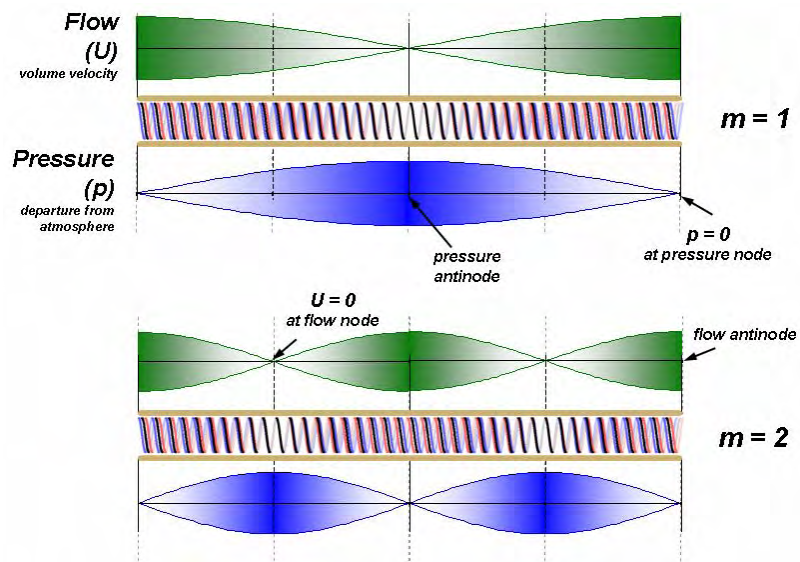 Flow
(U)
volume velocity
m = 1
Pressure
(p)
departure from
atmosphere
pressure
antinode
p = 0
at pressure node
U = 0
at flow node
flow antinode
m = 2